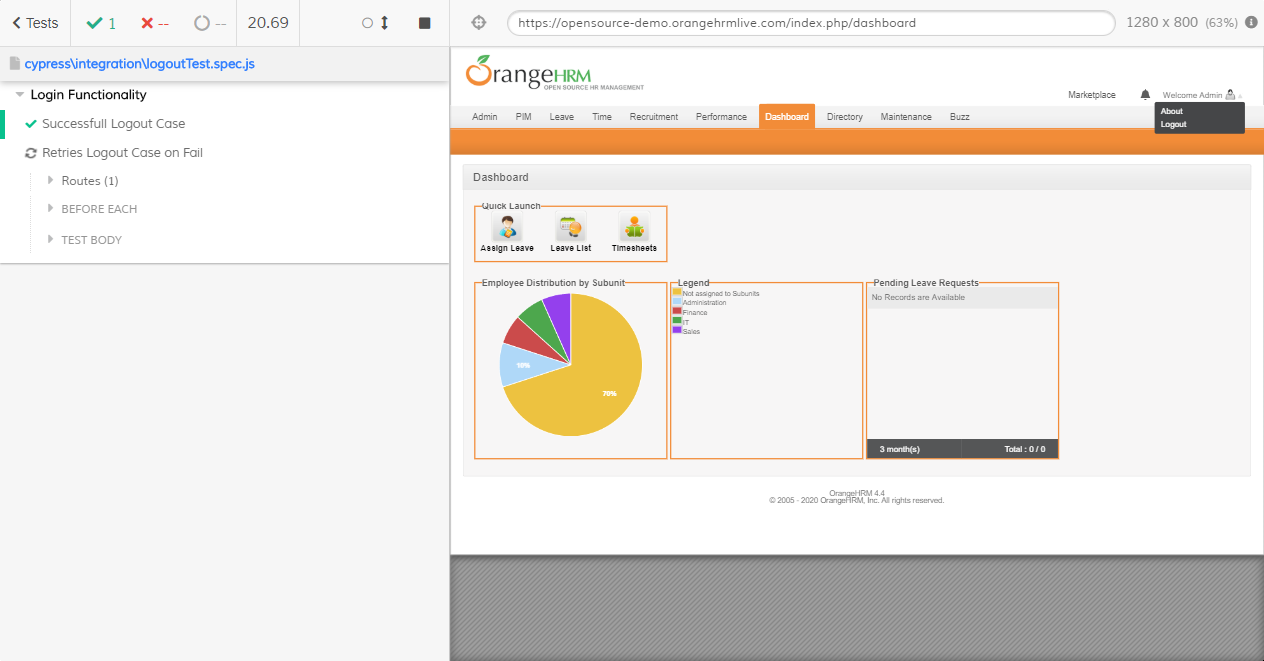 Tests
1
--
--
20.69
https://opensource-demo.orangehrmlive.com/index.php/dashboard
1280 x 800 (63%)
cypress\integration\logoutTest.spec.js
Login Functionality
Successfull Logout Case
Retries Logout Case on Fail
Routes (1)
BEFORE EACH
TEST BODY
OrangeHRM
OPEN SOURCE HR MANAGEMENT
Marketplace
Welcome Admin
About
Logout
Admin PIM Leave Time Recruitment Performance Dashboard Directory Maintenance Buzz
Dashboard
Quick Launch
Assign Leave Leave List Timesheets
Employee Distribution by Subunit
10%
70%
Legend
Not assigned to Subunits
Administration
Finance
IT
Sales
Pending Leave Requests
No Records are Available
3 month(s) Total : 0 / 0
OrangeHRM 4.4
© 2005 - 2020 OrangeHRM, Inc. All rights reserved.